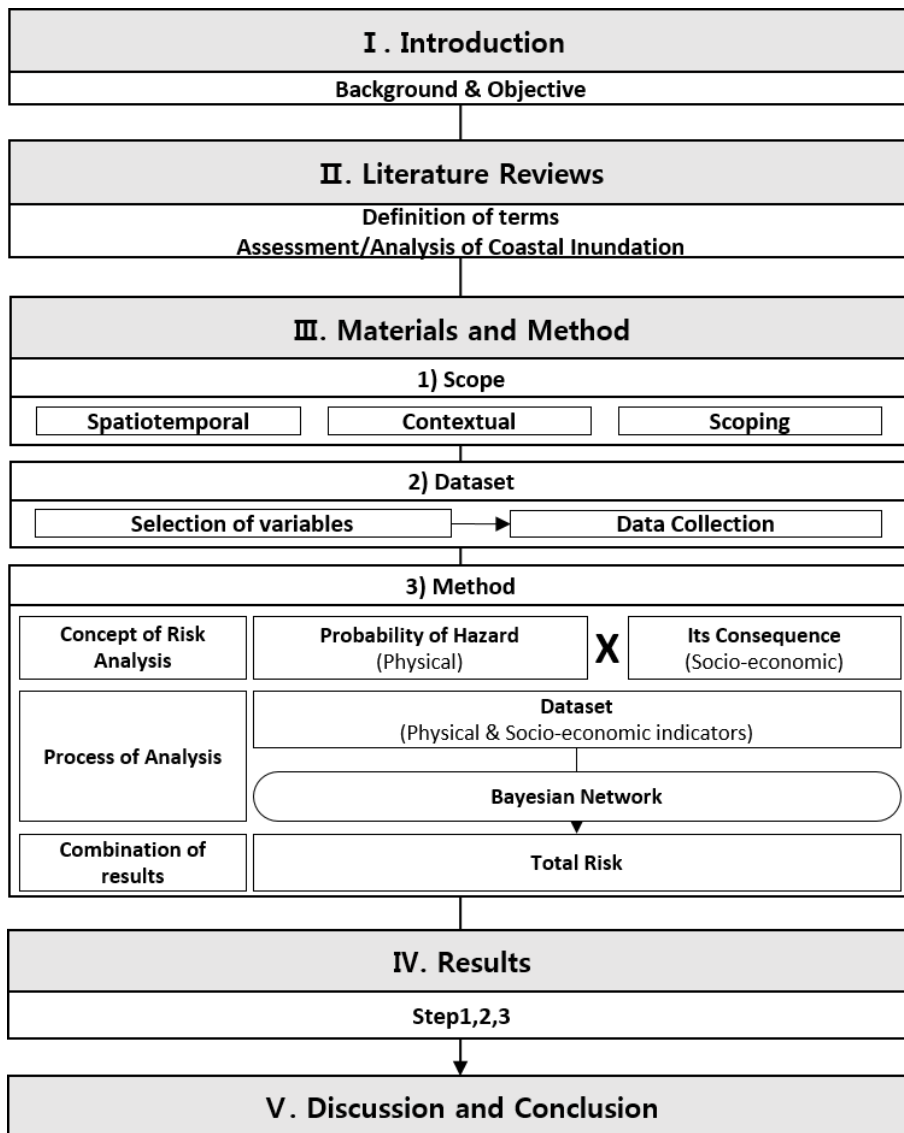 Ⅰ. Introduction
Background & Objective
Ⅱ. Literature Reviews
Definition of terms
Assessment/Analysis of Coastal Inundation
Ⅲ. Materials and Method
1) Scope
Spatiotemporal
Contextual
Scoping
2) Dataset
Selection of variables
Data Collection
3) Method
Concept of Risk
Analysis
Probability of Hazard
(Physical)
X
Its Consequence
(Socio-economic)
Process of Analysis
Dataset
(Physical & Socio-economic indicators)
Bayesian Network
Combination of
results
Total Risk
Ⅳ. Results
Step1,2,3
Ⅴ. Discussion and Conclusion